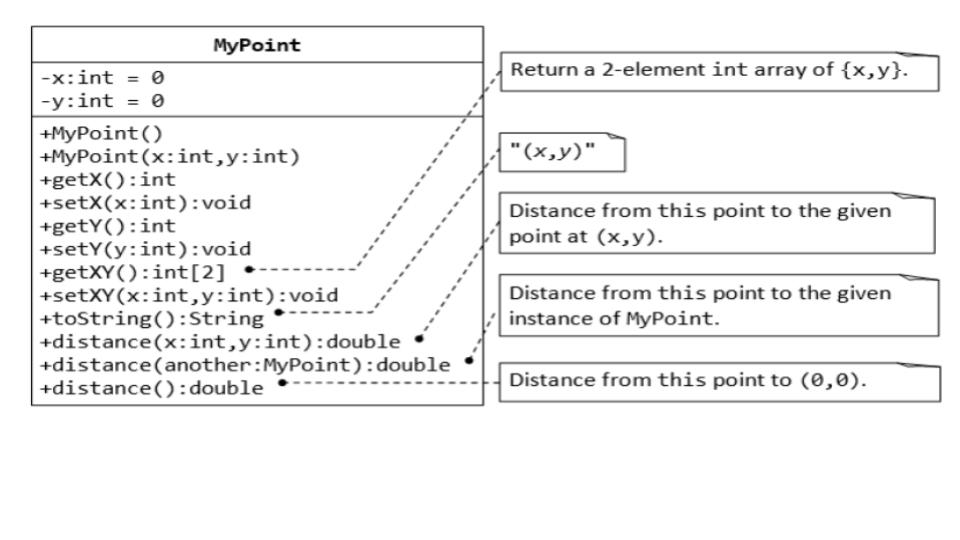 MyPoint
-x:int = 0
-y:int = 0
+MyPoint()
+MyPoint(x:int,y:int)
+getX():int
+setX(x:int):void
+getY():int
+setY(y:int):void
+getXY():int[2]
+setXY(x:int,y:int):void
+toString():String
+distance(x:int,y:int):double
+distance(another:MyPoint):double
+distance():double
Return a 2-element int array of {x,y}.
"(x,y)"
Distance from this point to the given
point at (x,y).
Distance from this point to the given
instance of MyPoint.
Distance from this point to (0,0).